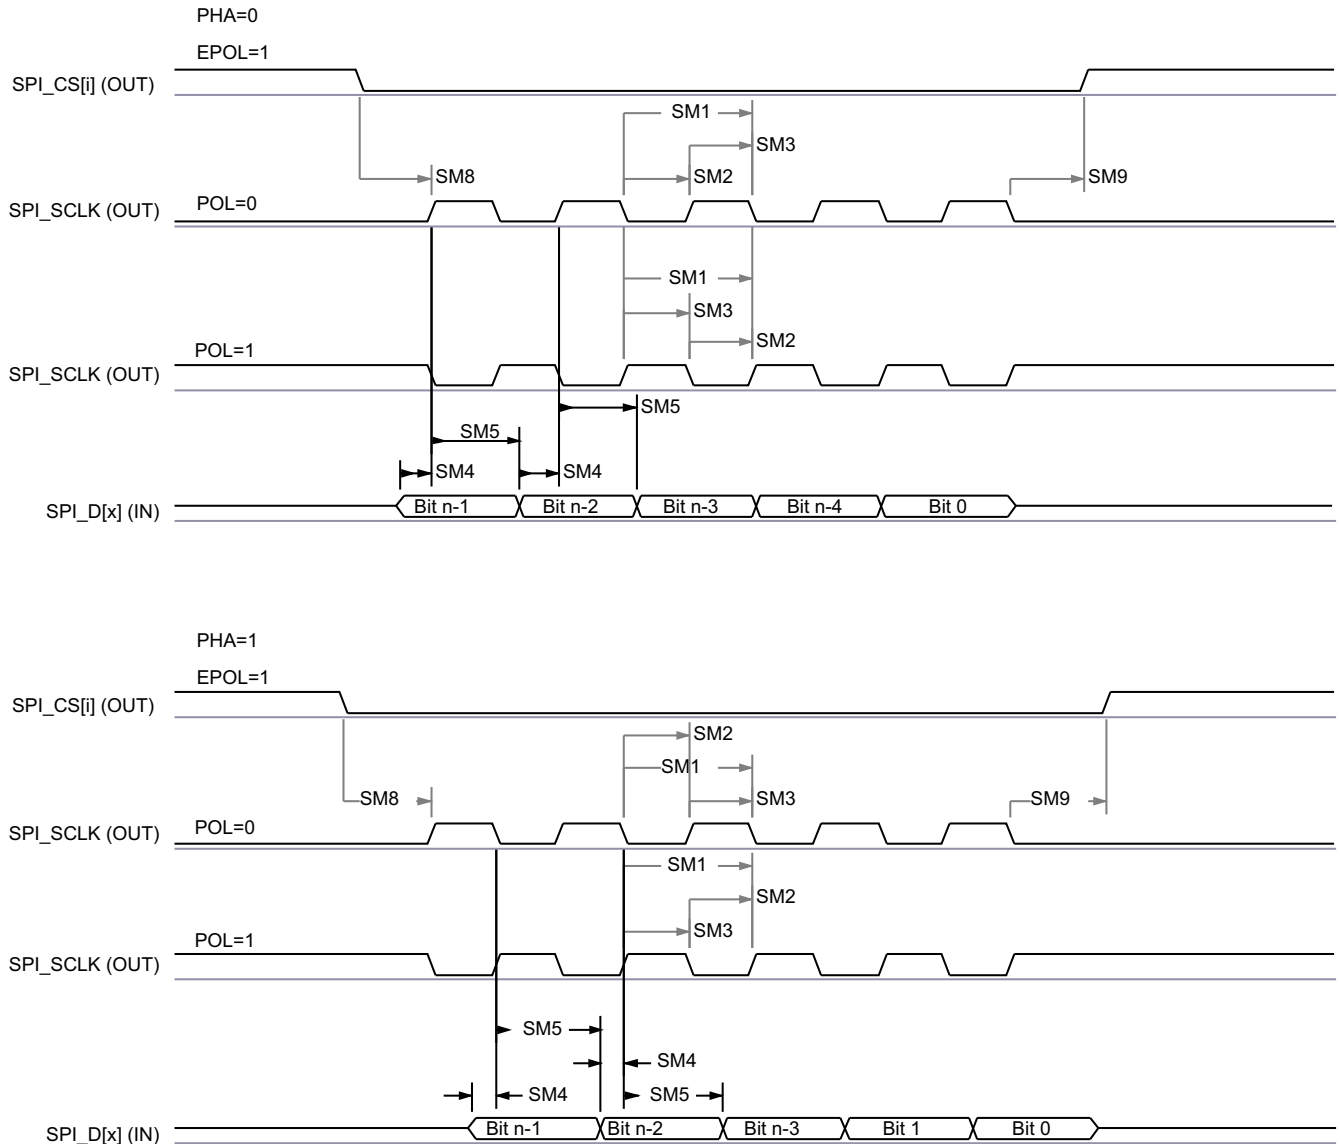 PHA=0
EPOL=1
SPI_CS[i] (OUT)
SM1
SM3
SM8
SM2
SM9
SPI_SCLK (OUT)
POL=0
SM1
SM3
SM2
POL=1
SPI_SCLK (OUT)
SM5
SM5
SM4
SM4
SPI_D[x] (IN)
Bit n-1
Bit n-2
Bit n-3
Bit n-4
Bit 0
PHA=1
EPOL=1
SPI_CS[i] (OUT)
SM2
SM1
SM8
SM3
SM9
SPI_SCLK (OUT)
POL=0
SM1
SM2
SM3
POL=1
SPI_SCLK (OUT)
SM5
SM4
SM4
SM5
SPI_D[x] (IN)
Bit n-1
Bit n-2
Bit n-3
Bit 1
Bit 0